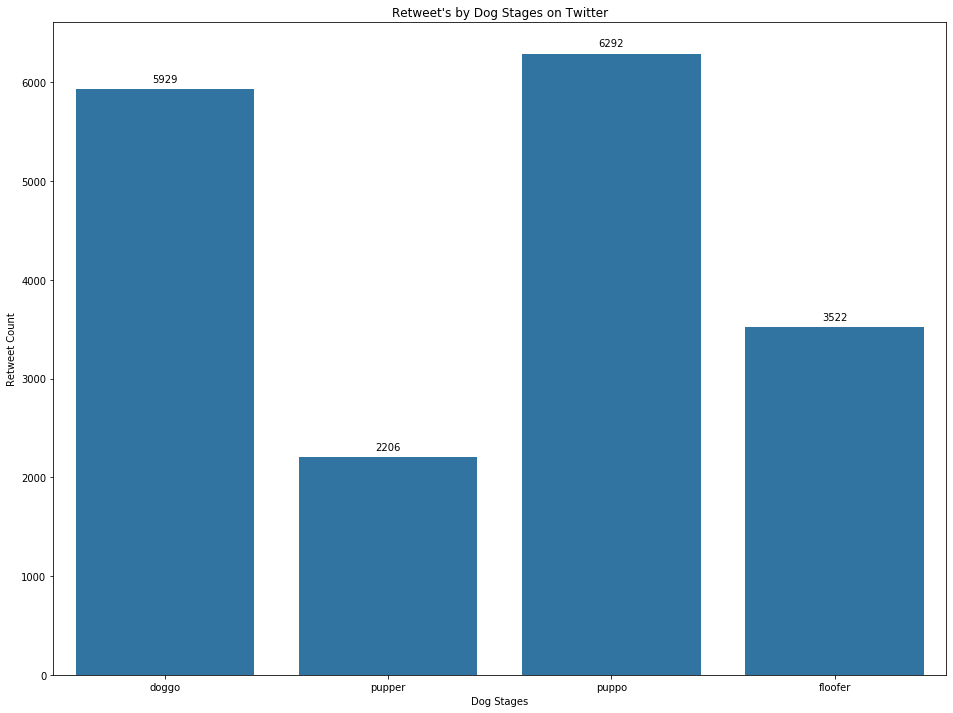 Retweet's by Dog Stages on Twitter
6292
5929
3522
2206
6000
5000
4000
3000
2000
1000
0
Retweet Count
doggo pupper puppo floofer
Dog Stages